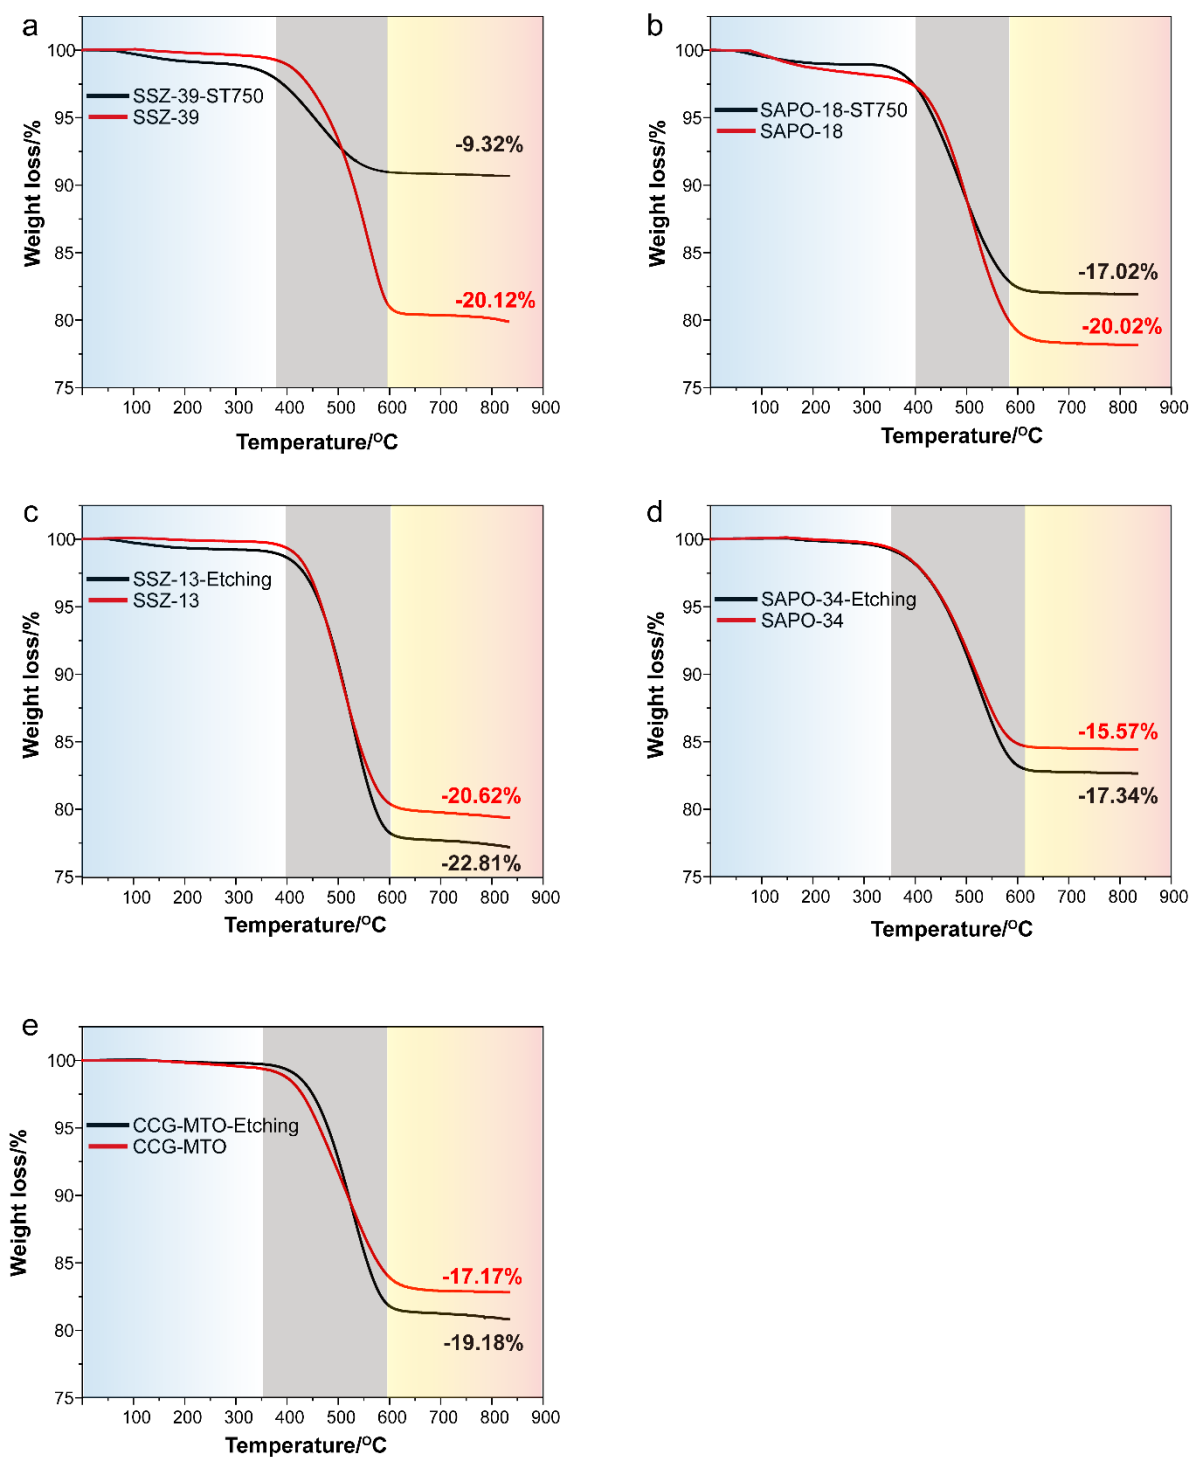 a
100
95
90
85
80
75
Weight loss/%
SSZ-39-ST750
SSZ-39
-9.32%
-20.12%
100 200 300 400 500 600 700 800 900
Temperature/ºC
b
100
95
90
85
80
75
Weight loss/%
SAPO-18-ST750
SAPO-18
-17.02%
-20.02%
100 200 300 400 500 600 700 800 900
Temperature/ºC
c
100
95
90
85
80
75
Weight loss/%
SSZ-13-Etching
SSZ-13
-20.62%
-22.81%
100 200 300 400 500 600 700 800 900
Temperature/ºC
d
100
95
90
85
80
75
Weight loss/%
SAPO-34-Etching
SAPO-34
-15.57%
-17.34%
100 200 300 400 500 600 700 800 900
Temperature/ºC
e
100
95
90
85
80
75
Weight loss/%
CCG-MTO-Etching
CCG-MTO
-17.17%
-19.18%
100 200 300 400 500 600 700 800 900
Temperature/ºC